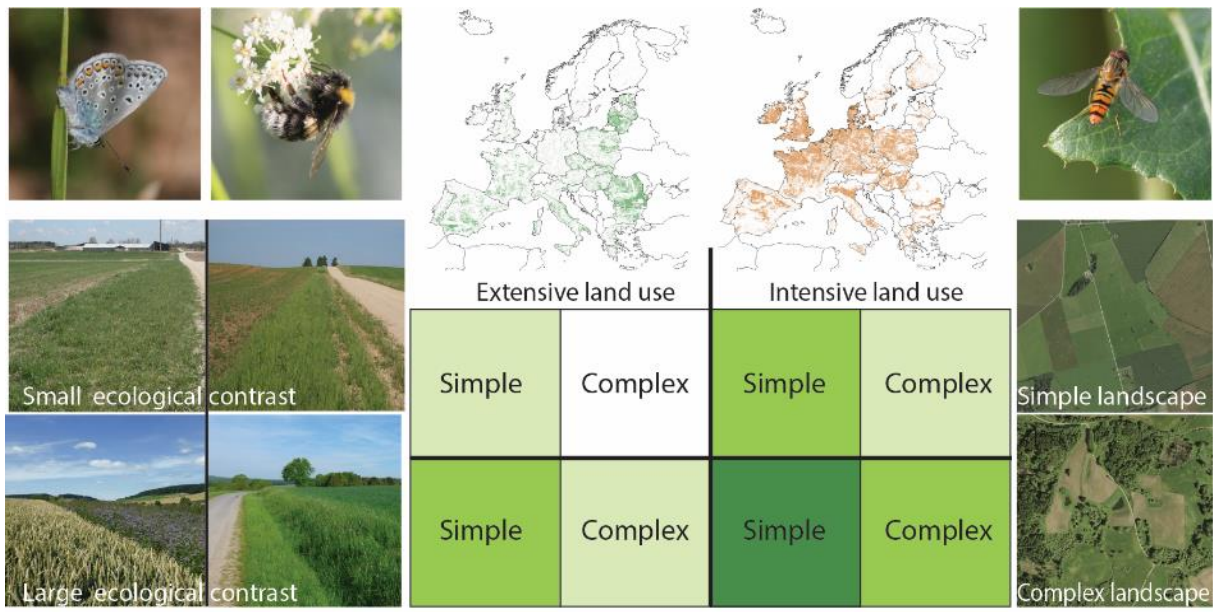 Extensive land use
Intensive land use
Small ecological contrast
Simple
Complex
Simple
Complex
Simple landscape
Large ecological contrast
Simple
Complex
Simple
Complex
Complex landscape